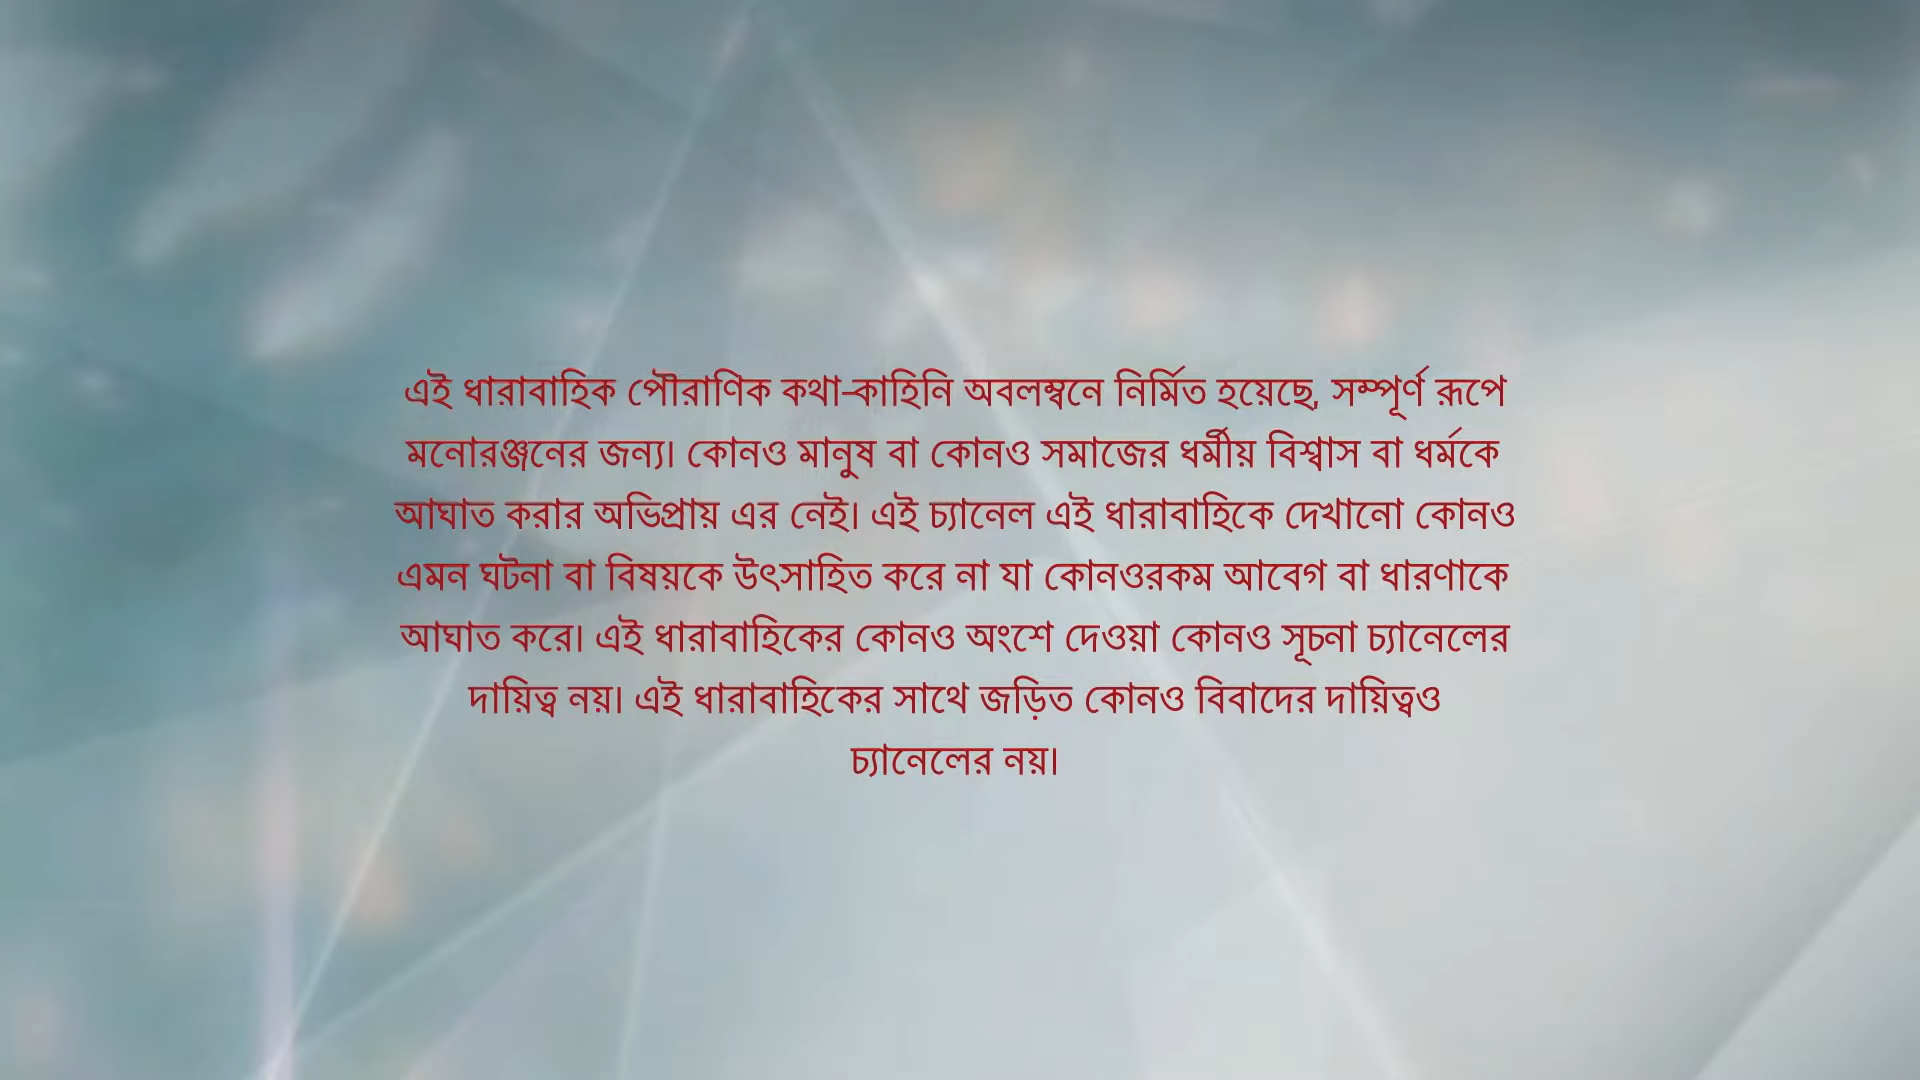 এই ধারাবাহিক পৌরাণিক কথা-কাহিনি অবলম্বনে নির্মিত হয়েছে, সম্পূর্ণ রূপে
মনোরঞ্জনের জন্য। কোনও মানুষ বা কোনও সমাজের ধর্মীয় বিশ্বাস বা ধর্মকে
আঘাত করার অভিপ্রায় এর নেই। এই চ্যানেল এই ধারাবাহিকে দেখানো কোনও
এমন ঘটনা বা বিষয়কে উৎসাহিত করে না যা কোনওরকম আবেগ বা ধারণাকে
আঘাত করে। এই ধারাবাহিকের কোনও অংশে দেওয়া কোনও সূচনা চ্যানেলের
দায়িত্ব নয়। এই ধারাবাহিকের সাথে জড়িত কোনও বিবাদের দায়িত্বও
চ্যানেলের নয়।